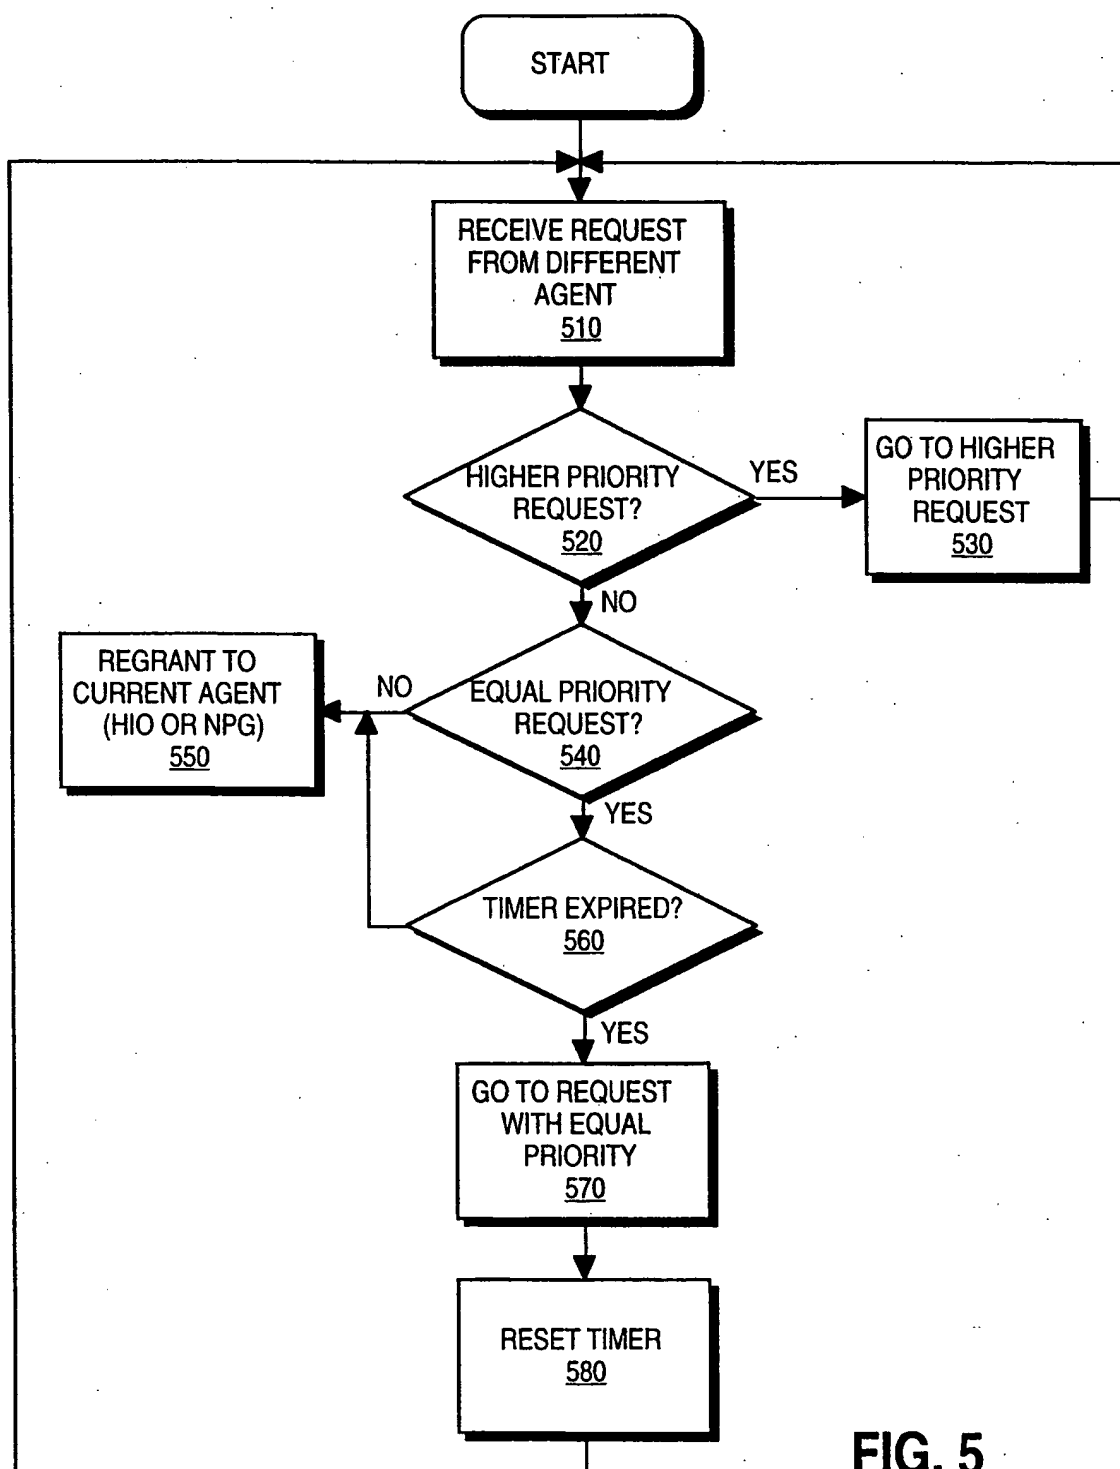 START
RECEIVE REQUEST
FROM DIFFERENT
AGENT
510
HIGHER PRIORITY
REQUEST?
520
YES
GO TO HIGHER
PRIORITY
REQUEST
530
NO
EQUAL PRIORITY
REQUEST?
540
NO
REGRANT TO
CURRENT AGENT
(HIO OR NPG)
550
YES
TIMER EXPIRED?
560
YES
GO TO REQUEST
WITH EQUAL
PRIORITY
570
RESET TIMER
580
FIG. 5